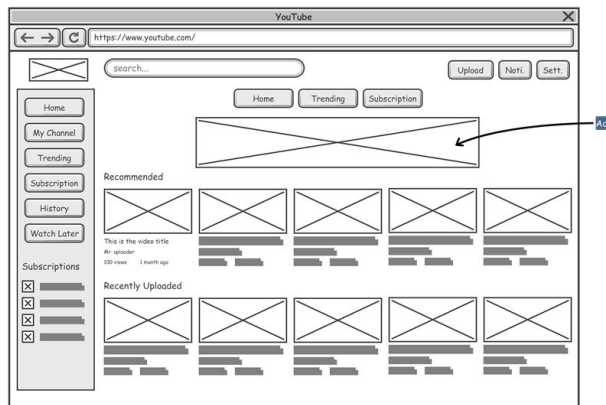 YouTube
https://www.youtube.com/
search...
Upload Noti. Sett.
Home Trending Subscription
Home
My Channel
Trending
Subscription
History
Watch Later
Subscriptions
Recommended
This is the video title
Mr. uploader
100 views 1 month ago
Recently Uploaded